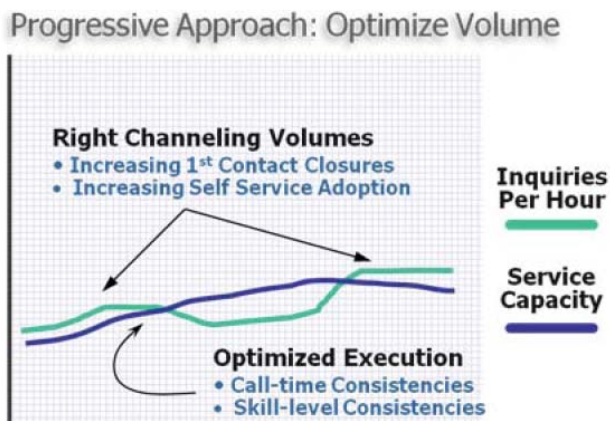 Progressive Approach: Optimize Volume
Right Channeling Volumes
• Increasing 1st Contact Closures
• Increasing Self Service Adoption
Inquiries
Per Hour
Service
Capacity
Optimized Execution
• Call-time Consistencies
• Skill-level Consistencies